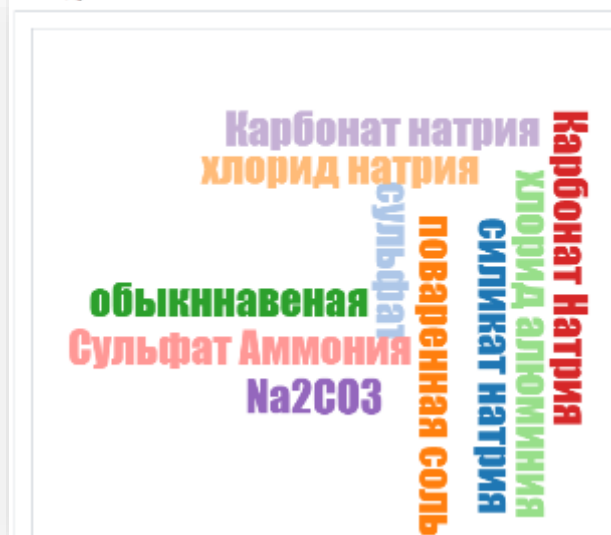 Карбонат натрия
хлорид натрия
сульфат
обыкннавеная
Сульфат Аммония
Na2CO3
поваренная соль
силикат натрия
хлорид алюминия
Карбонат Натрия